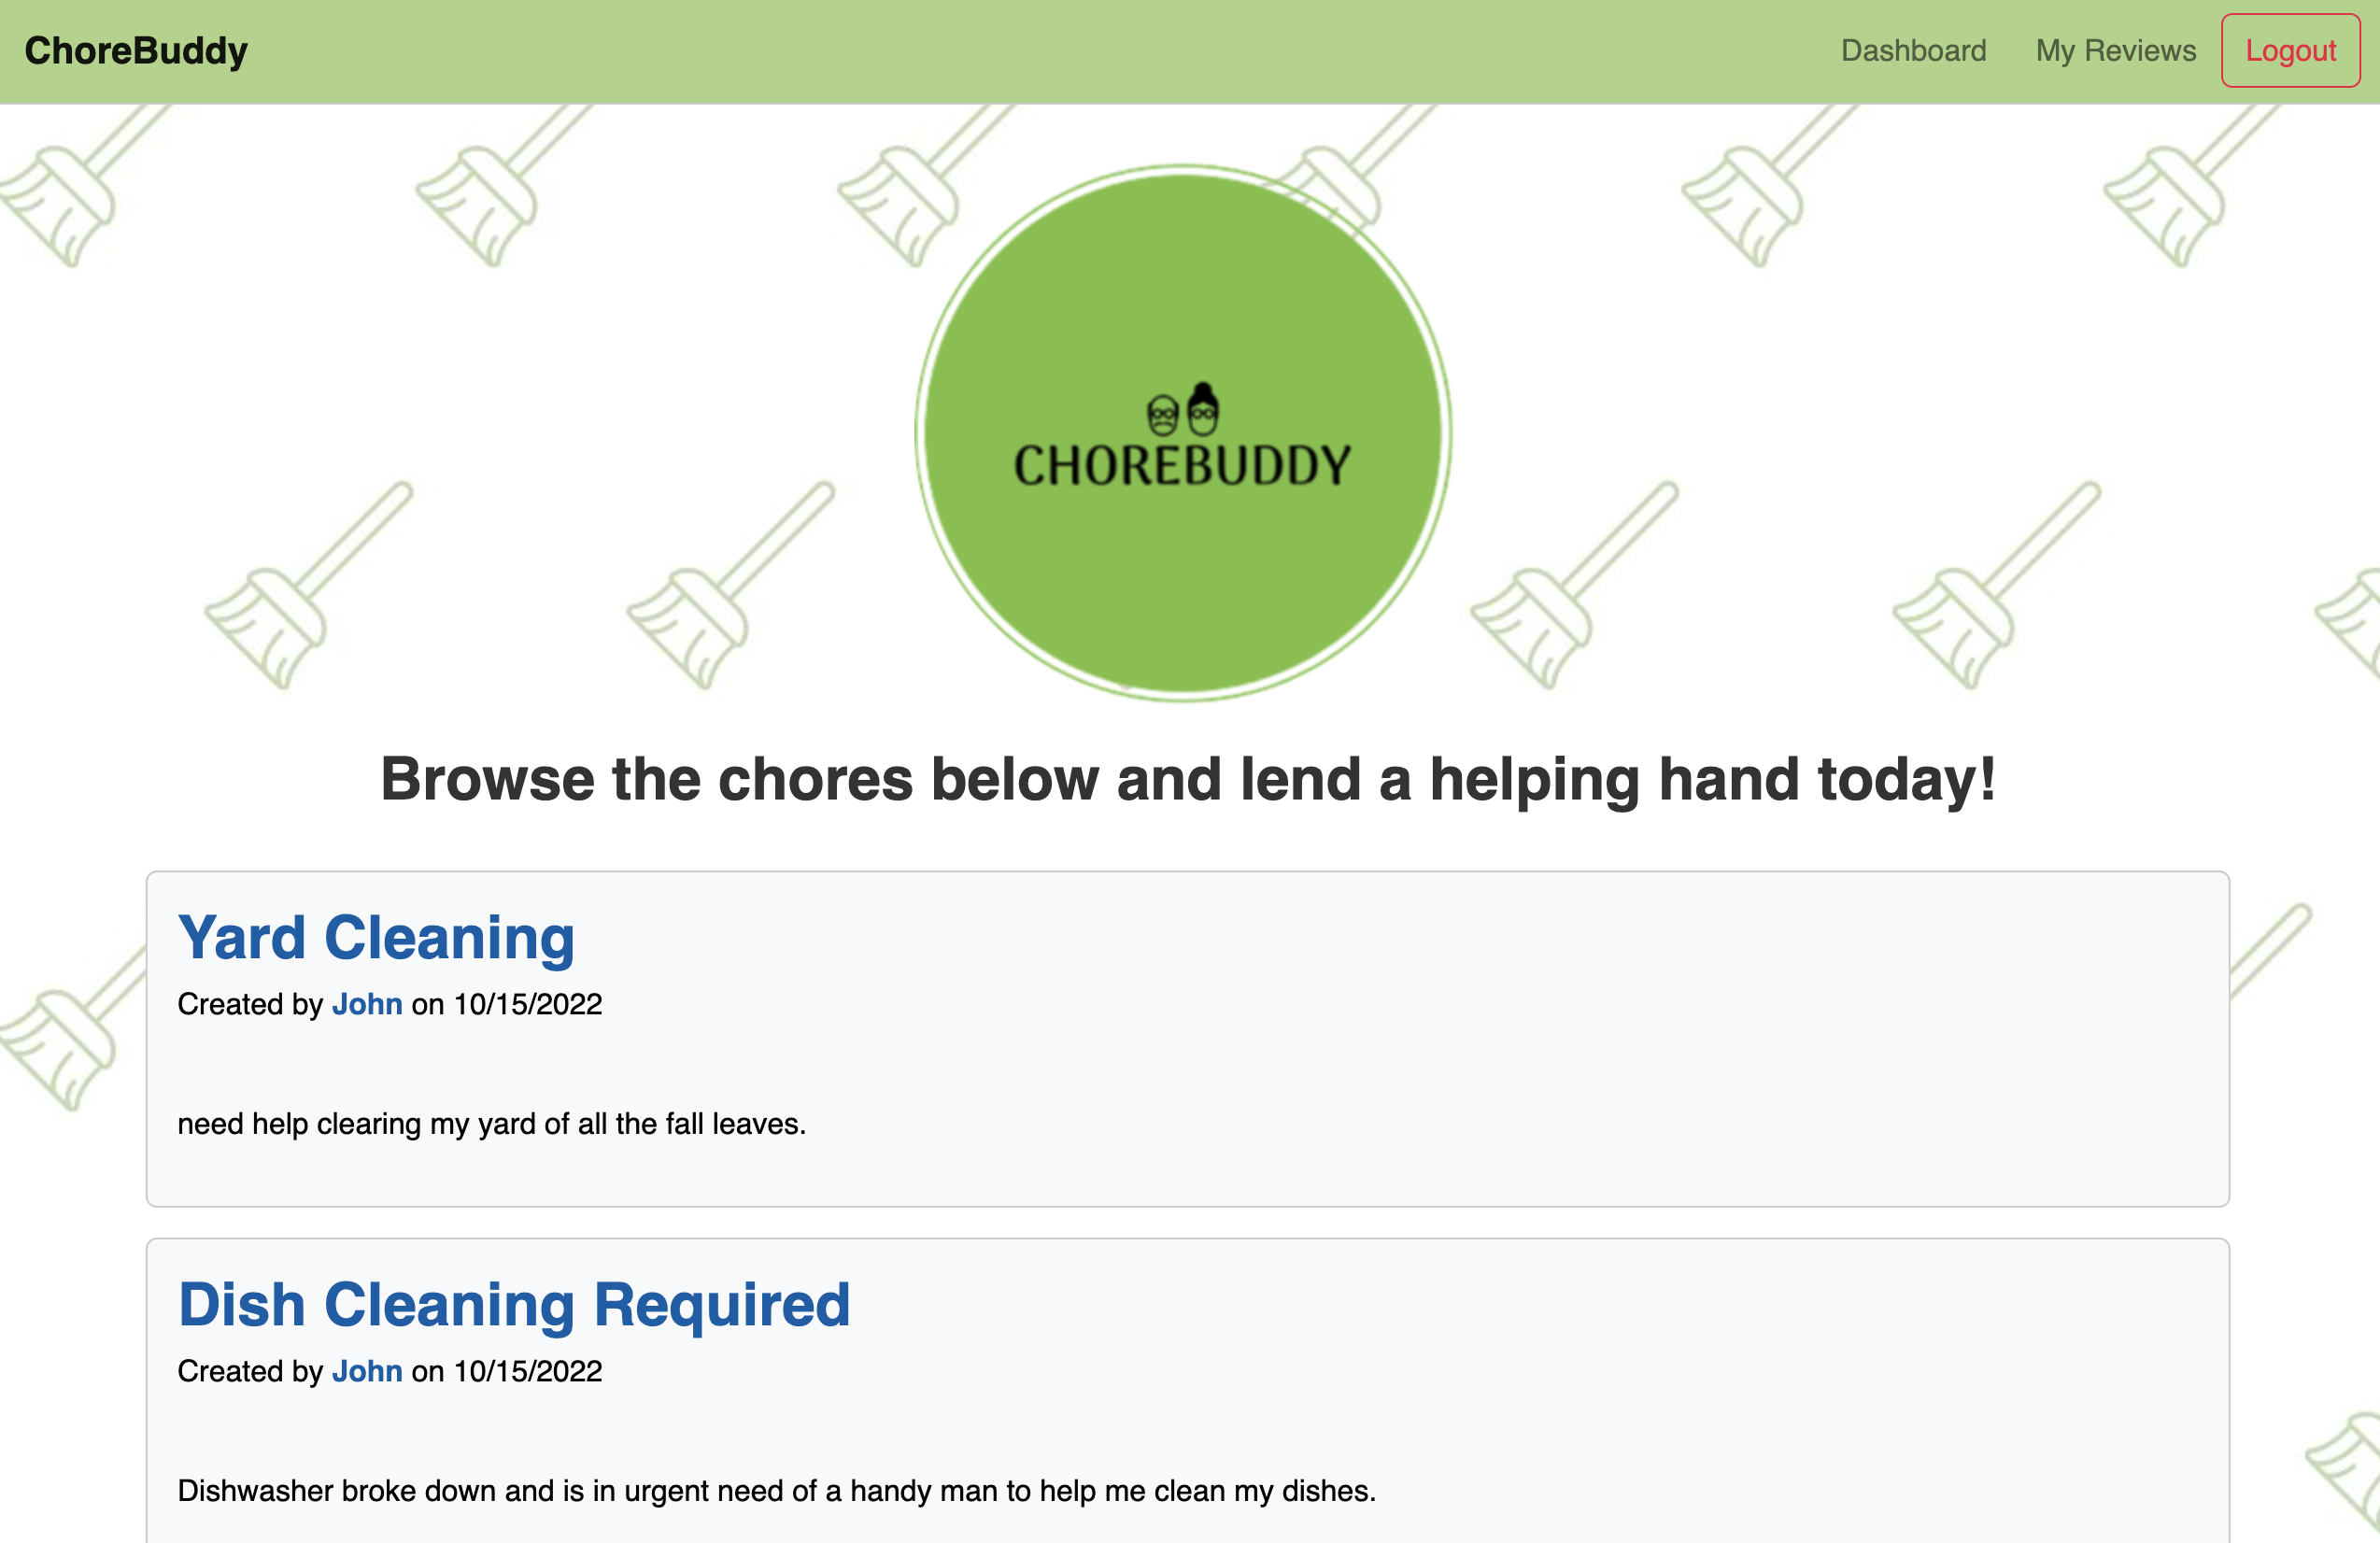 ChoreBuddy Dashboard My Reviews Logout
CHOREBUDDY
Browse the chores below and lend a helping hand today!
Yard Cleaning
Created by John on 10/15/2022
need help clearing my yard of all the fall leaves.
Dish Cleaning Required
Created by John on 10/15/2022
Dishwasher broke down and is in urgent need of a handy man to help me clean my dishes.